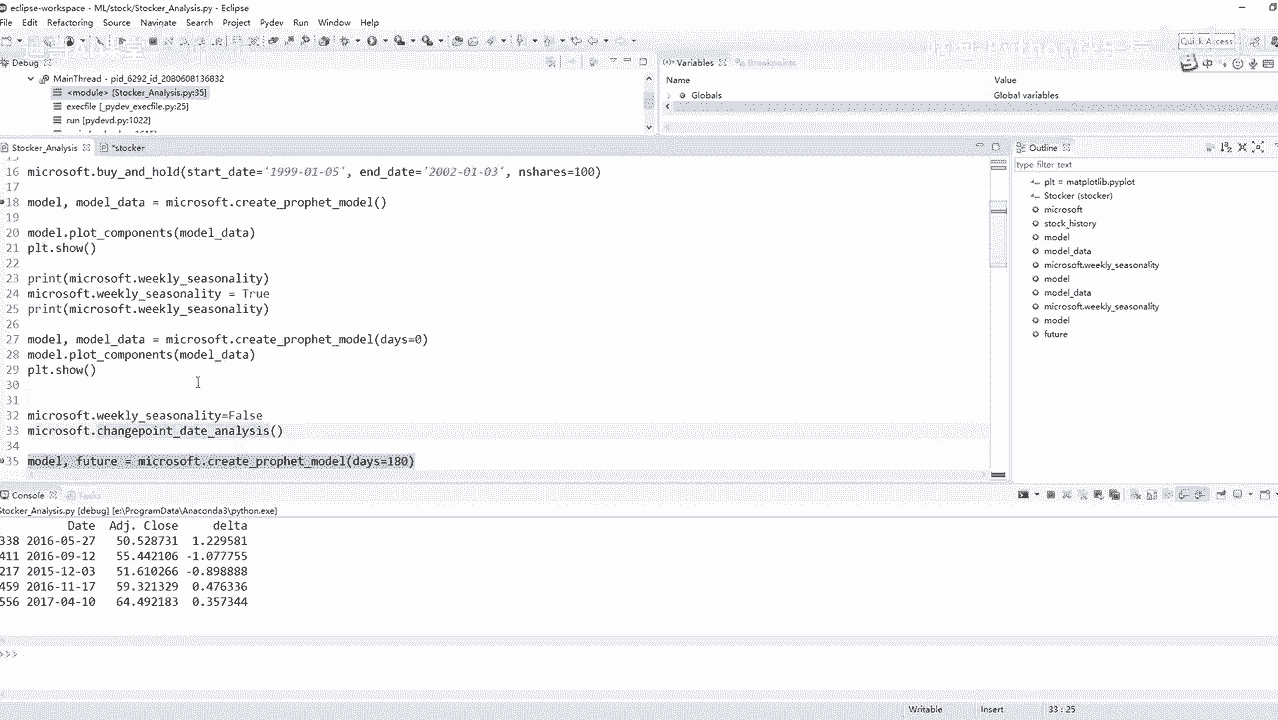 eclipse-workspace - ML/stock/Stocker_Analysis.py - Eclipse
File Edit Refactoring Source Navigate Search Project Pydev Run Window Help
Quick Access
Debug
MainThread - pid_6292_id_2080608136832
<module> [Stocker_Analysis.py:35]
execfile [_pydev_execfile.py:25]
run [pydevd.py:1022]
(x)= Variables Breakpoints
Name Value
Globals Global variables
Stocker_Analysis *stocker
16 microsoft.buy_and_hold(start_date='1999-01-05', end_date='2002-01-03', nshares=100)
17
18 model, model_data = microsoft.create_prophet_model()
19
20 model.plot_components(model_data)
21 plt.show()
22
23 print(microsoft.weekly_seasonality)
24 microsoft.weekly_seasonality = True
25 print(microsoft.weekly_seasonality)
26
27 model, model_data = microsoft.create_prophet_model(days=0)
28 model.plot_components(model_data)
29 plt.show()
30
31
32 microsoft.weekly_seasonality=False
33 microsoft.changepoint_date_analysis()
34
35 model, future = microsoft.create_prophet_model(days=180)
Outline
type filter text
plt = matplotlib.pyplot
Stocker (stocker)
microsoft
stock_history
model
model_data
microsoft.weekly_seasonality
model
model_data
microsoft.weekly_seasonality
model
future
Console Tasks
Stocker_Analysis.py [debug] [e:\ProgramData\Anaconda3\python.exe]
Date Adj. Close delta
338 2016-05-27 50.528731 1.229581
411 2016-09-12 55.442106 -1.077755
217 2015-12-03 51.610266 -0.898888
459 2016-11-17 59.321329 0.476336
556 2017-04-10 64.492183 0.357344
>>>
Writable Insert 33 : 25